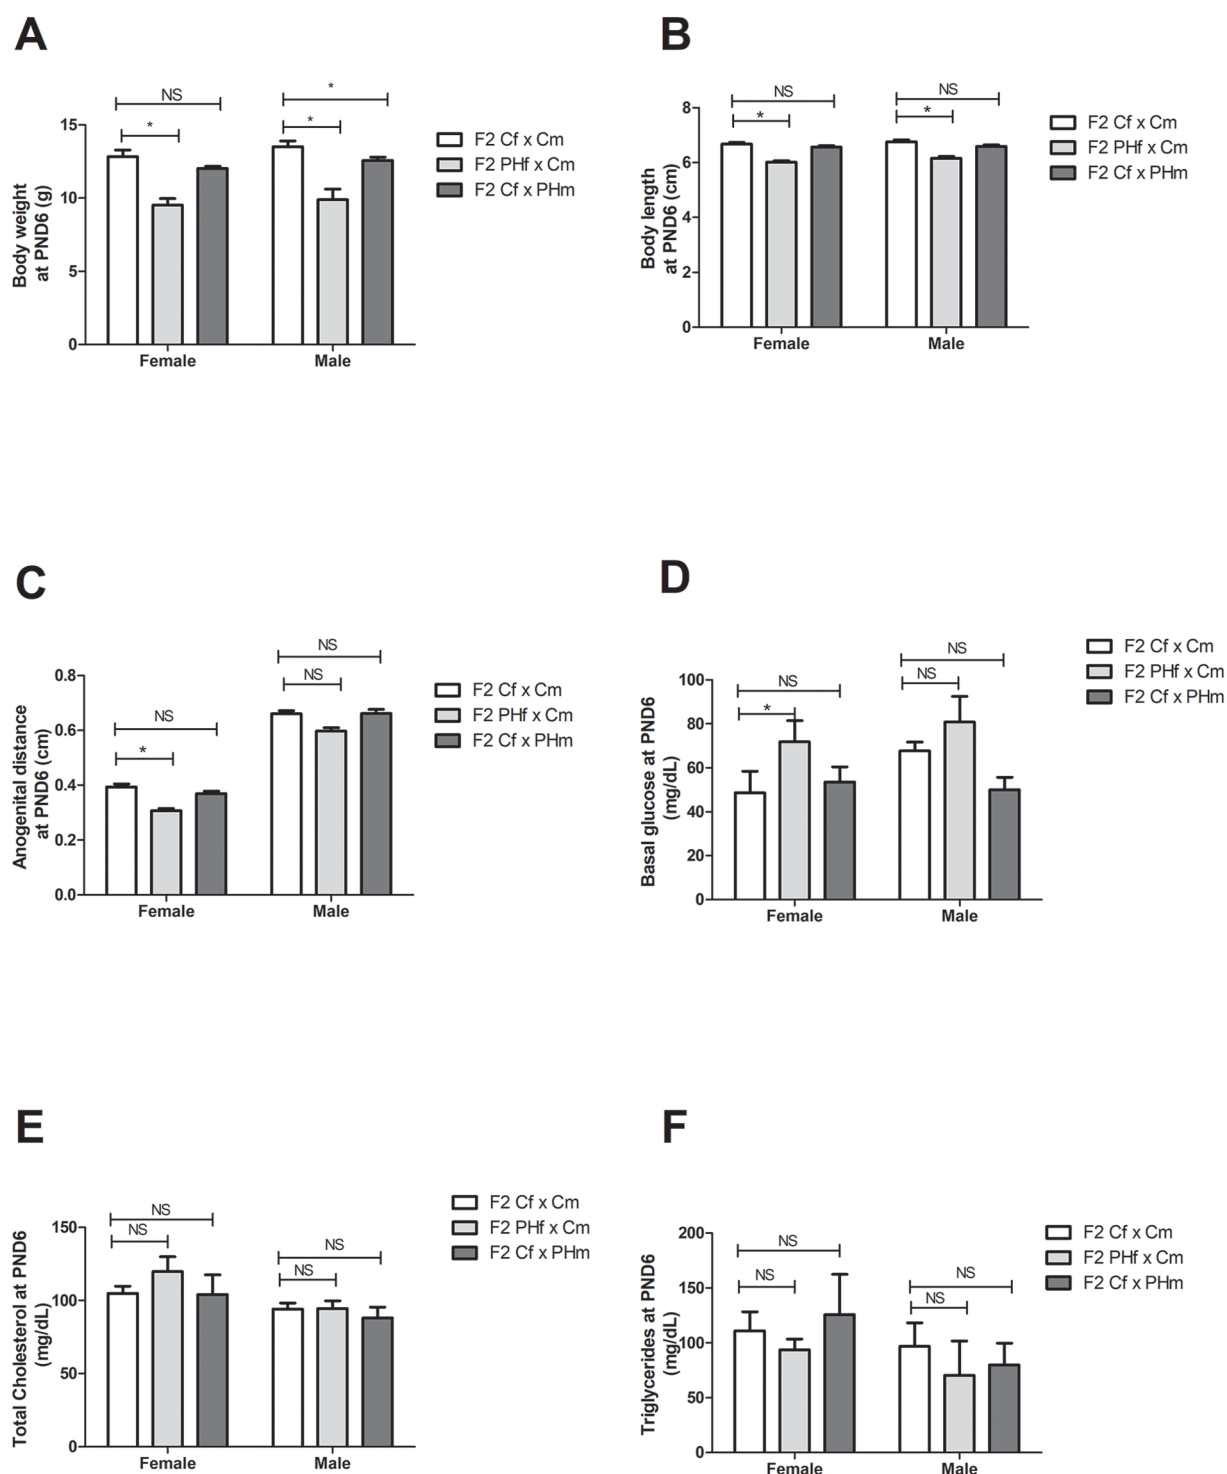 A
NS
*
*
*
15
10
5
0
Body weight
at PND6 (g)
Female
Male
F2 Cf x Cm
F2 PHf x Cm
F2 Cf x PHm
B
NS
*
NS
*
8
6
4
2
0
Body length
at PND6 (cm)
Female
Male
F2 Cf x Cm
F2 PHf x Cm
F2 Cf x PHm
C
NS
*
NS
NS
0.8
0.6
0.4
0.2
0.0
Anogenital distance
at PND6 (cm)
Female
Male
F2 Cf x Cm
F2 PHf x Cm
F2 Cf x PHm
D
NS
*
NS
NS
100
80
60
40
20
0
Basal glucose at PND6
(mg/dL)
Female
Male
F2 Cf x Cm
F2 PHf x Cm
F2 Cf x PHm
E
NS
NS
NS
NS
150
100
50
0
Total Cholesterol at PND6
(mg/dL)
Female
Male
F2 Cf x Cm
F2 PHf x Cm
F2 Cf x PHm
F
NS
NS
NS
NS
200
150
100
50
0
Triglycerides at PND6
(mg/dL)
Female
Male
F2 Cf x Cm
F2 PHf x Cm
F2 Cf x PHm